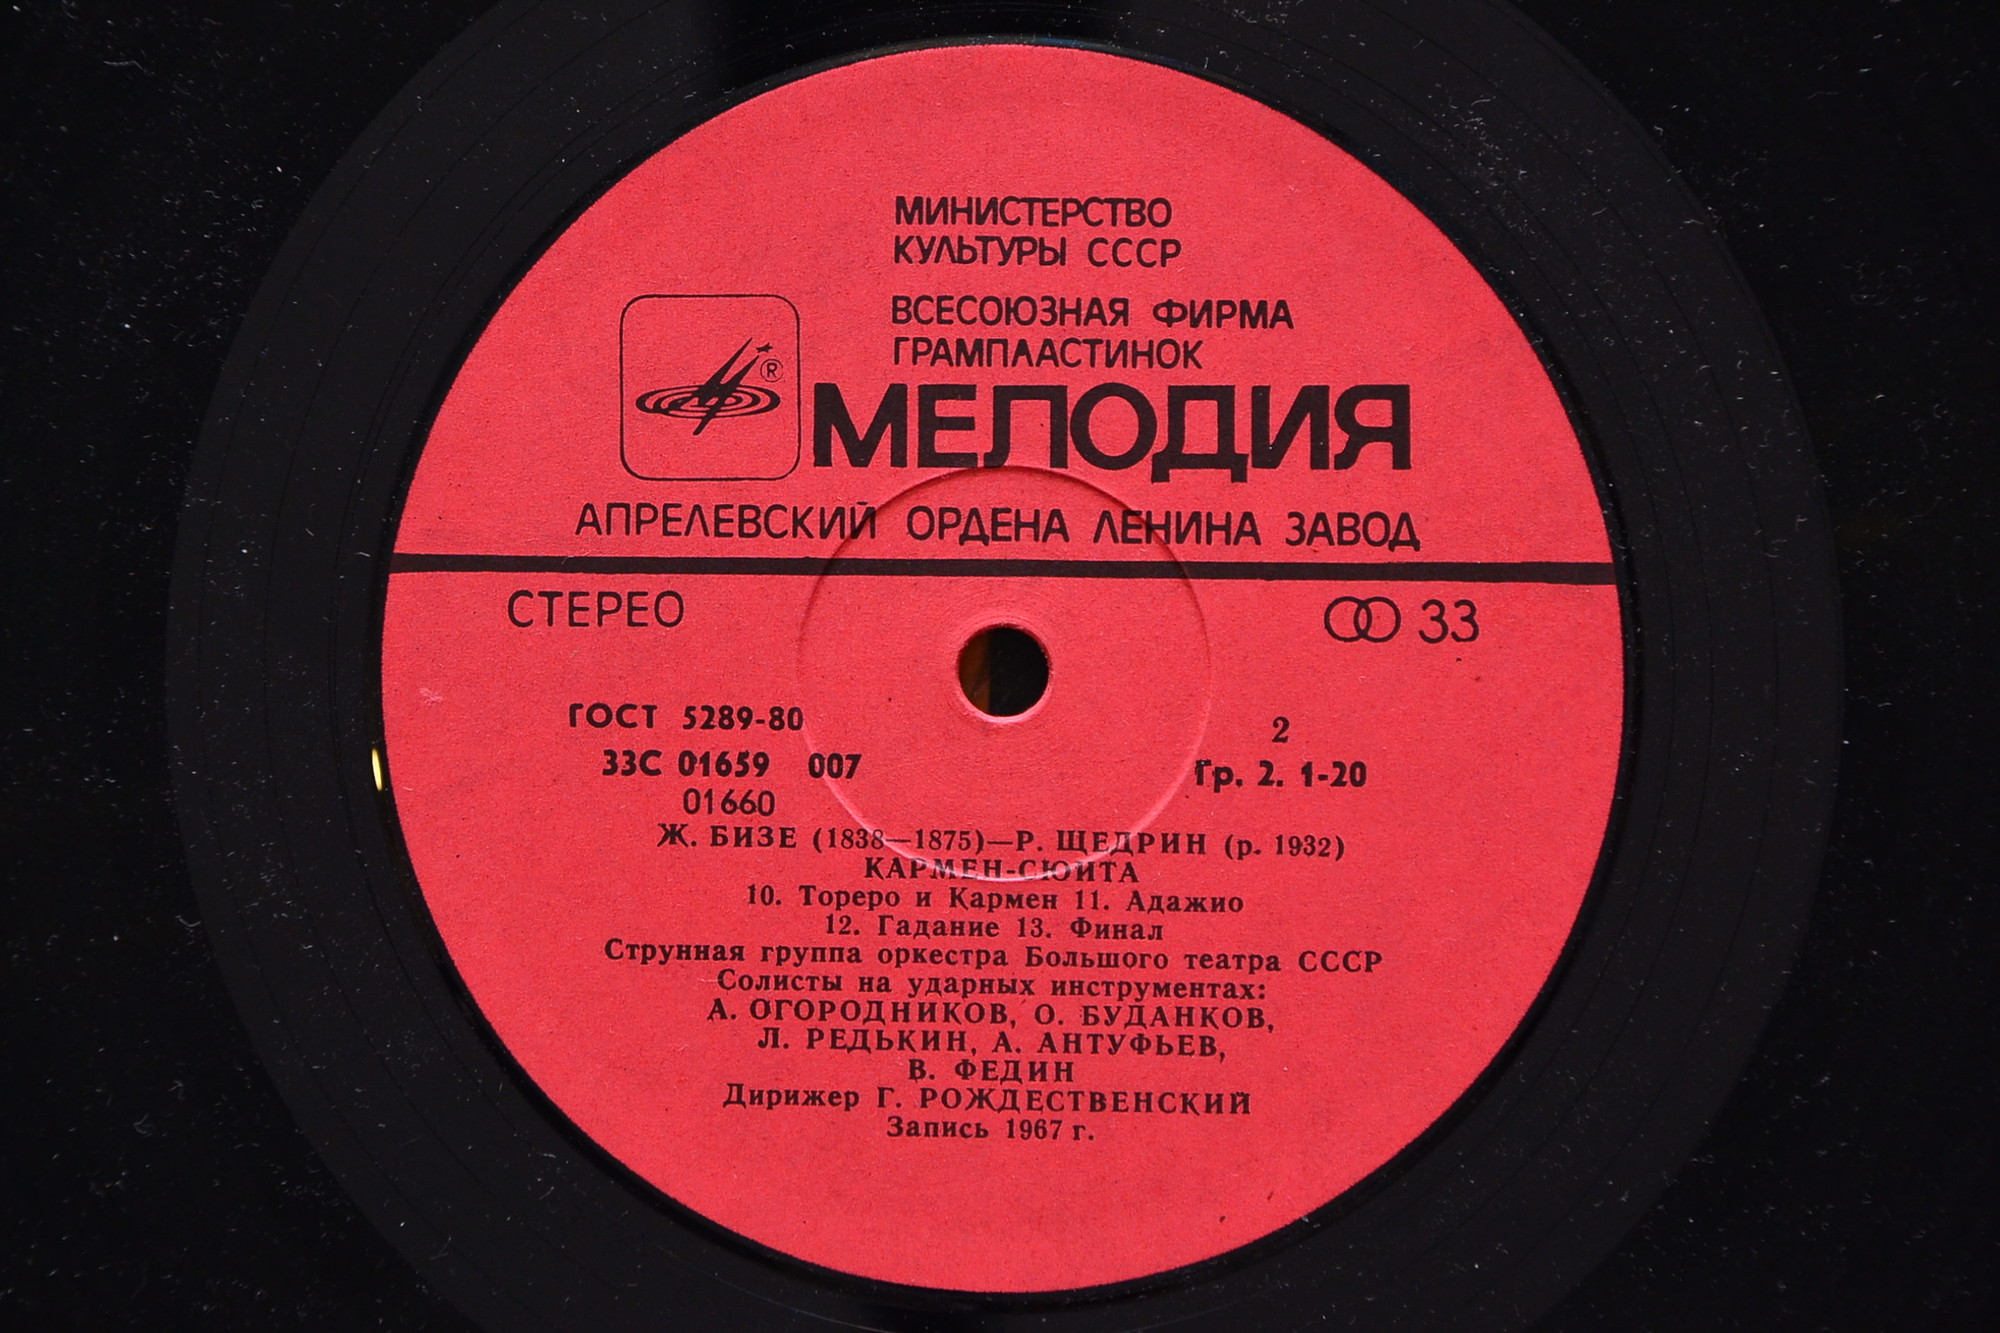 МИНИСТЕРСТВО
КУЛЬТУРЫ СССР
ВСЕСОЮЗНАЯ ФИРМА
ГРАМПЛАСТИНОК
®
МЕЛОДИЯ
АПРЕЛЕВСКИЙ ОРДЕНА ЛЕНИНА ЗАВОД
СТЕРЕО
33
ГОСТ 5289-80
2
33С 01659 007
Гр. 2. 1-20
01660
Ж. БИЗЕ (1838—1875)—Р. ЩЕДРИН (р. 1932)
КАРМЕН-СЮИТА
10. Тореро и Кармен 11. Адажио
12. Гадание 13. Финал
Струнная группа оркестра Большого театра СССР
Солисты на ударных инструментах:
А. ОГОРОДНИКОВ, О. БУДАНКОВ,
Л. РЕДЬКИН, А. АНТУФЬЕВ,
В. ФЕДИН
Дирижер Г. РОЖДЕСТВЕНСКИЙ
Запись 1967 г.